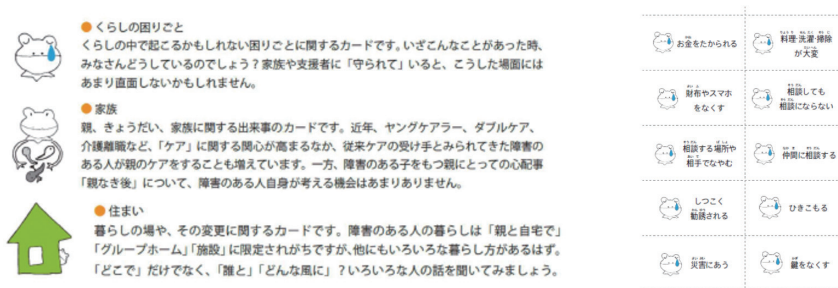 ● くらしの困りごと
くらしの中で起こるかもしれない困りごとに関するカードです。いざこんなことがあった時、
みなさんどうしているのでしょう？家族や支援者に「守られて」いると、こうした場面には
あまり直面しないかもしれません。
● 家族
親、きょうだい、家族に関する出来事のカードです。近年、ヤングケアラー、ダブルケア、
介護離職など、「ケア」に関する関心が高まるなか、従来ケアの受け手とみられてきた障害の
ある人が親のケアをすることも増えています。一方、障害のある子をもつ親にとっての心配事
「親なき後」について、障害のある人自身が考える機会はあまりありません。
● 住まい
暮らしの場や、その変更に関するカードです。障害のある人の暮らしは「親と自宅で」
「グループホーム」「施設」に限定されがちですが、他にもいろいろな暮らし方があるはず。
「どこで」だけでなく、「誰と」「どんな風に」？いろいろな人の話を聞いてみましょう。
お金をたかられる
料理・洗濯・掃除
が大変
財布やスマホ
をなくす
相談しても
相談にならない
相談する場所や
相手でなやむ
仲間に相談する
しつこく
勧誘される
ひきこもる
災害にあう
鍵をなくす